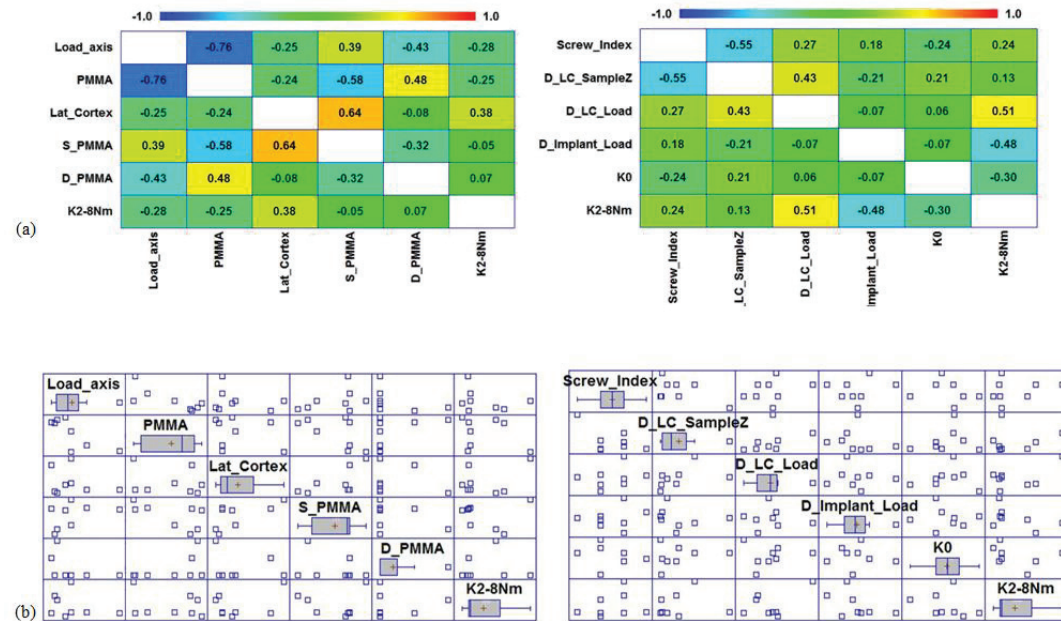 -1.0 1.0
Load_axis -0.76 -0.25 0.39 -0.43 -0.28
PMMA -0.76 -0.24 -0.58 0.48 -0.25
Lat_Cortex -0.25 -0.24 0.64 -0.08 0.38
S_PMMA 0.39 -0.58 0.64 -0.32 -0.05
D_PMMA -0.43 0.48 -0.08 -0.32 0.07
K2-8Nm -0.28 -0.25 0.38 -0.05 0.07
Load_axis
PMMA
Lat_Cortex
S_PMMA
D_PMMA
K2-8Nm
-1.0 1.0
Screw_Index -0.55 0.27 0.18 -0.24 0.24
D_LC_SampleZ -0.55 0.43 -0.21 0.21 0.13
D_LC_Load 0.27 0.43 -0.07 0.06 0.51
D_Implant_Load 0.18 -0.21 -0.07 -0.07 -0.48
K0 -0.24 0.21 0.06 -0.07 -0.30
K2-8Nm 0.24 0.13 0.51 -0.48 -0.30
Screw_Index
_LC_SampleZ
D_LC_Load
Implant_Load
K0
K2-8Nm
(a)
Load_axis
PMMA
Lat_Cortex
S_PMMA
D_PMMA
K2-8Nm
Screw_Index
D_LC_SampleZ
D_LC_Load
D_Implant_Load
K0
K2-8Nm
(b)